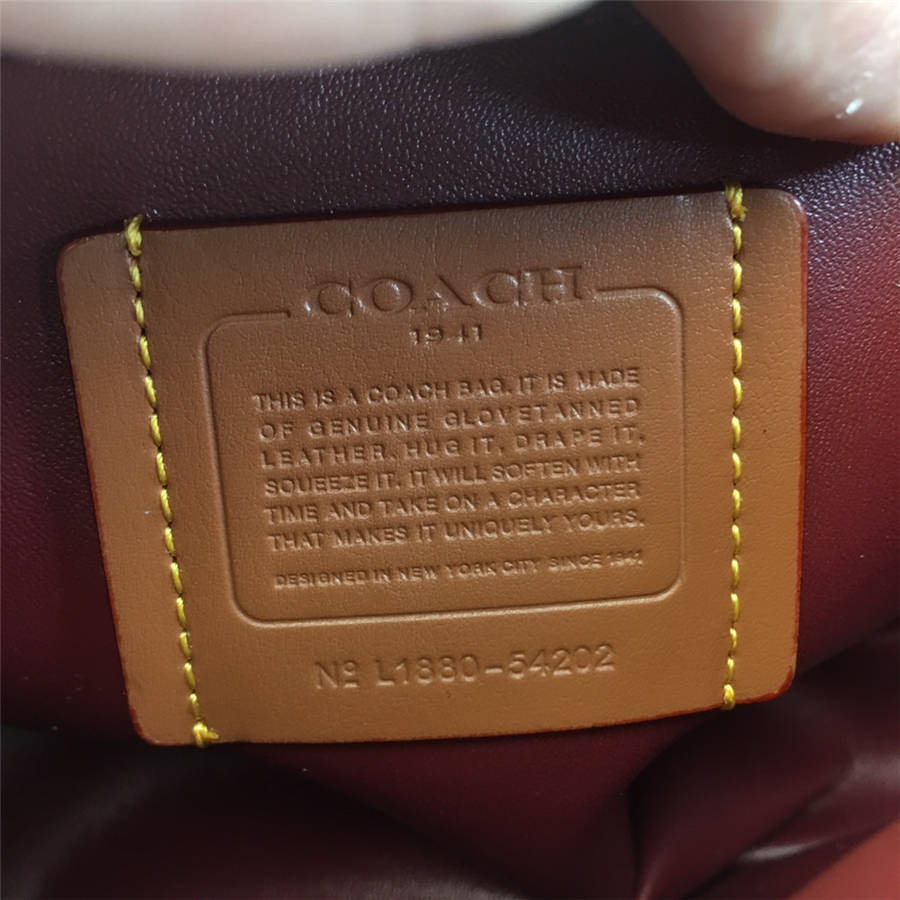 COACH
1941
THIS IS A COACH BAG. IT IS MADE
OF GENUINE GLOVETANNED
LEATHER. HUG IT, DRAPE IT,
SQUEEZE IT. IT WILL SOFTEN WITH
TIME AND TAKE ON A CHARACTER
THAT MAKES IT UNIQUELY YOURS.
DESIGNED IN NEW YORK CITY SINCE 1941.
Nº L1880-54202